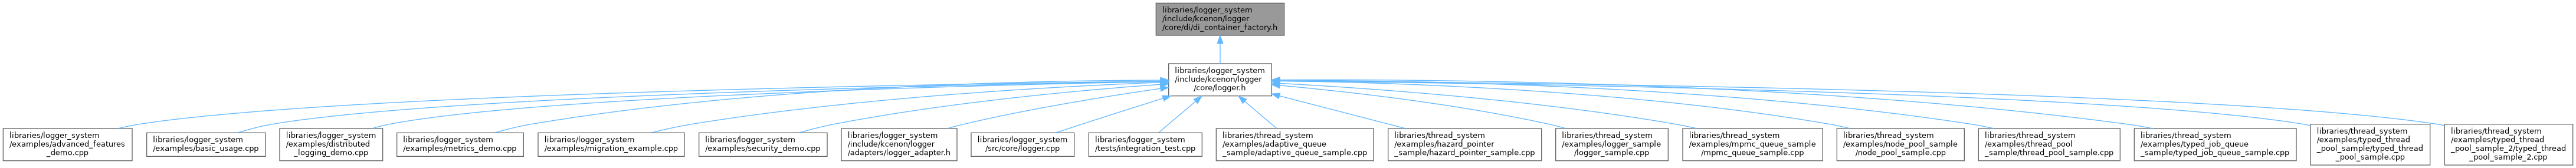 libraries/logger_system
/include/kcenon/logger
/core/di/di_container_factory.h
libraries/logger_system
/include/kcenon/logger
/core/logger.h
libraries/logger_system
/examples/advanced_features
_demo.cpp
libraries/logger_system
/examples/basic_usage.cpp
libraries/logger_system
/examples/distributed
_logging_demo.cpp
libraries/logger_system
/examples/metrics_demo.cpp
libraries/logger_system
/examples/migration_example.cpp
libraries/logger_system
/examples/security_demo.cpp
libraries/logger_system
/include/kcenon/logger
/adapters/logger_adapter.h
libraries/logger_system
/src/core/logger.cpp
libraries/logger_system
/tests/integration_test.cpp
libraries/thread_system
/examples/adaptive_queue
_sample/adaptive_queue_sample.cpp
libraries/thread_system
/examples/hazard_pointer
_sample/hazard_pointer_sample.cpp
libraries/thread_system
/examples/logger_sample
/logger_sample.cpp
libraries/thread_system
/examples/mpmc_queue_sample
/mpmc_queue_sample.cpp
libraries/thread_system
/examples/node_pool_sample
/node_pool_sample.cpp
libraries/thread_system
/examples/thread_pool
_sample/thread_pool_sample.cpp
libraries/thread_system
/examples/typed_job_queue
_sample/typed_job_queue_sample.cpp
libraries/thread_system
/examples/typed_thread
_pool_sample/typed_thread
_pool_sample.cpp
libraries/thread_system
/examples/typed_thread
_pool_sample_2/typed_thread
_pool_sample_2.cpp